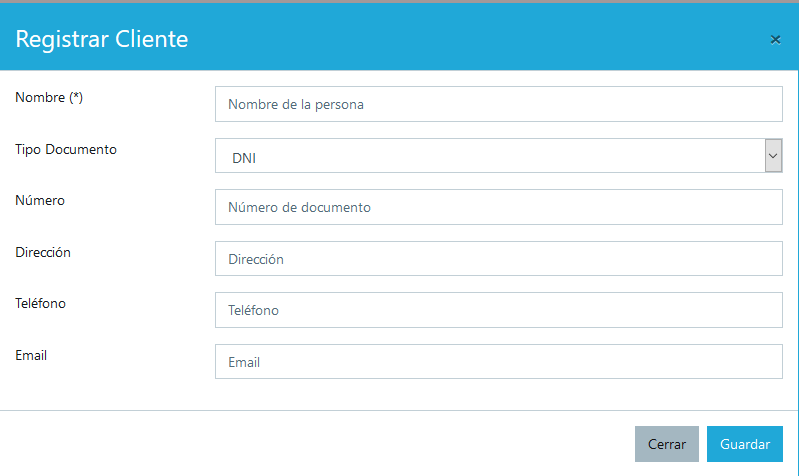 Registrar Cliente ×
Nombre (*) Nombre de la persona
Tipo Documento DNI
Número Número de documento
Dirección Dirección
Teléfono Teléfono
Email Email
Cerrar Guardar